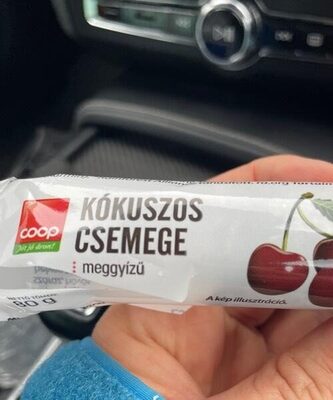 coop
Jót jó áron!
KÓKUSZOS
CSEMEGE
meggyízű
80 g
A kép illusztráció.